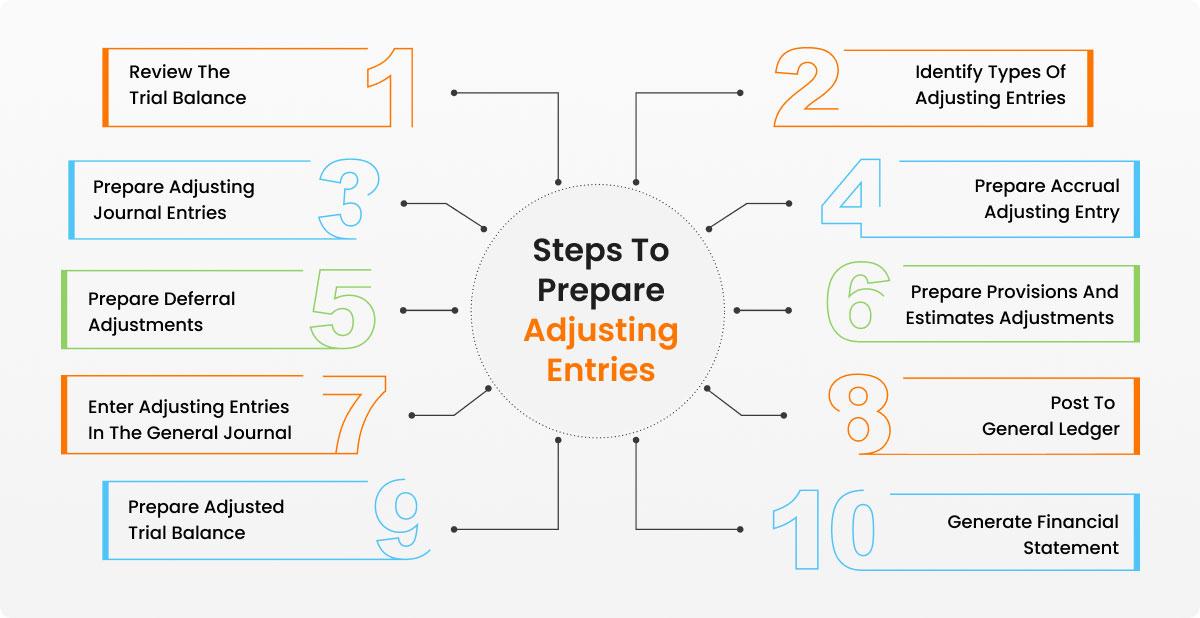 Steps To
Prepare
Adjusting
Entries
1
Review The
Trial Balance
2
Identify Types Of
Adjusting Entries
3
Prepare Adjusting
Journal Entries
4
Prepare Accrual
Adjusting Entry
5
Prepare Deferral
Adjustments
6
Prepare Provisions And
Estimates Adjustments
7
Enter Adjusting Entries
In The General Journal
8
Post To
General Ledger
9
Prepare Adjusted
Trial Balance
10
Generate Financial
Statement